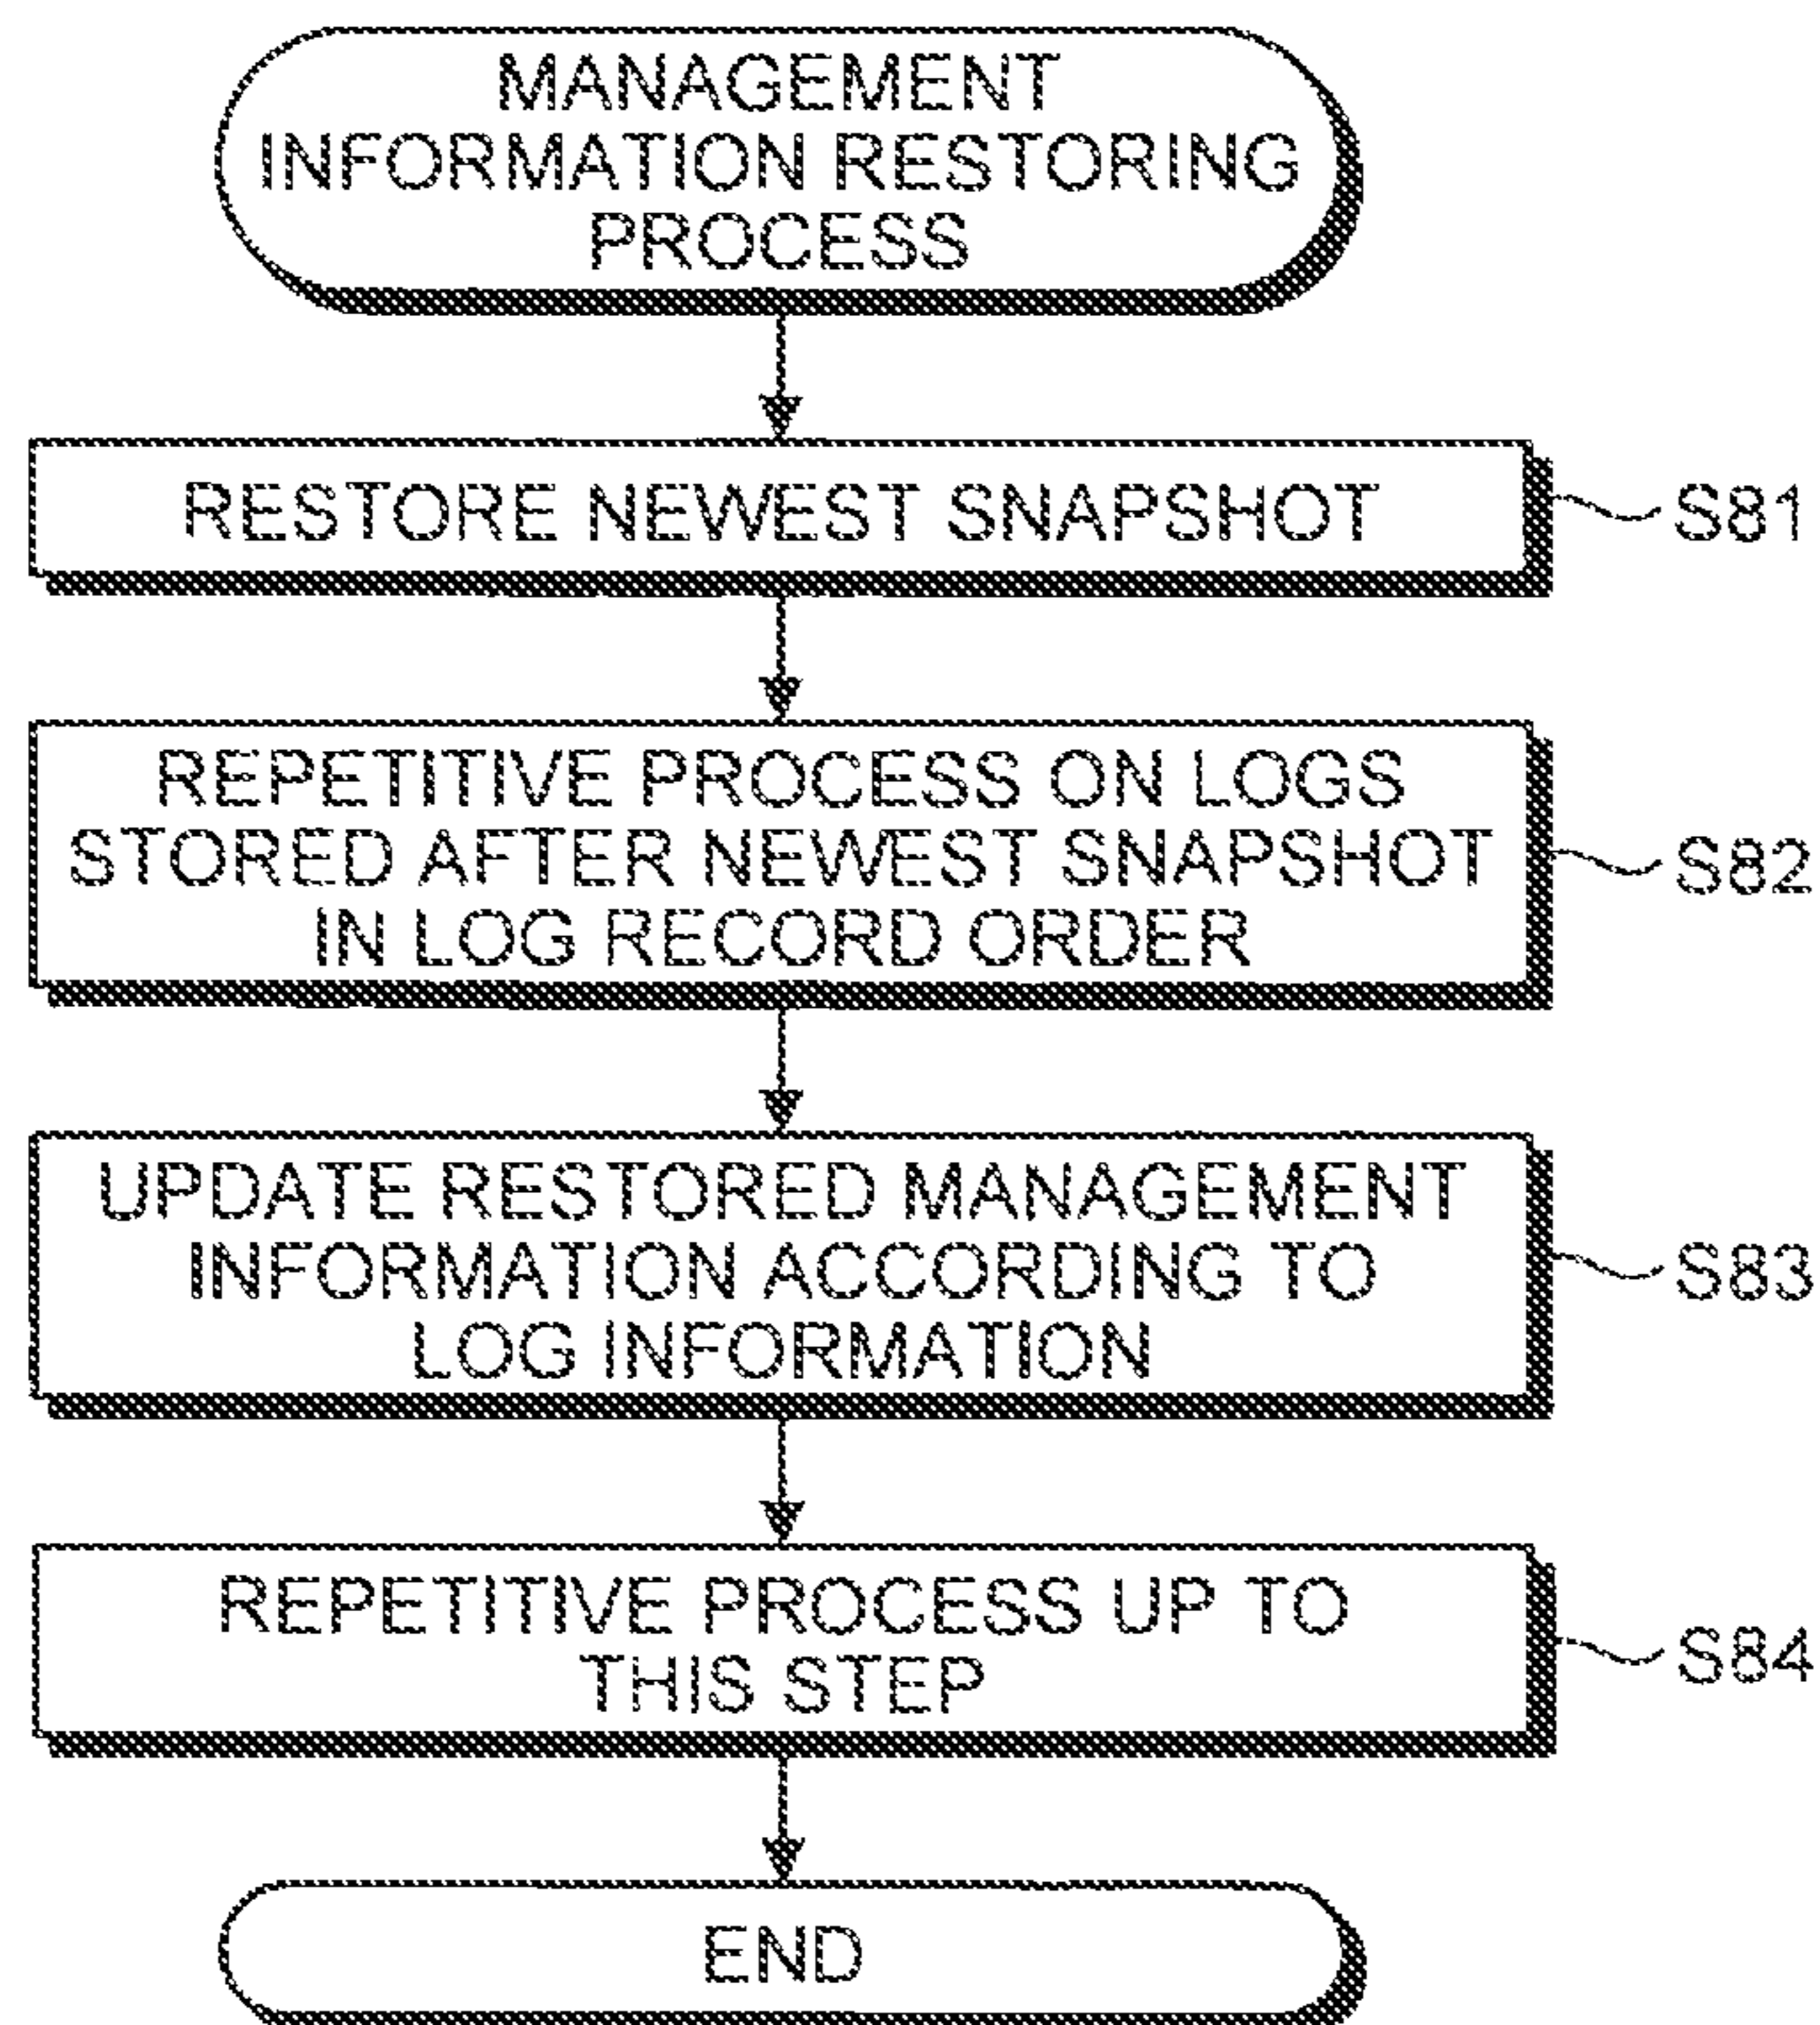 MANAGEMENT
INFORMATION RESTORING
PROCESS
RESTORE NEWEST SNAPSHOT
S81
REPETITIVE PROCESS ON LOGS
STORED AFTER NEWEST SNAPSHOT
IN LOG RECORD ORDER
S82
UPDATE RESTORED MANAGEMENT
INFORMATION ACCORDING TO
LOG INFORMATION
S83
REPETITIVE PROCESS UP TO
THIS STEP
S84
END